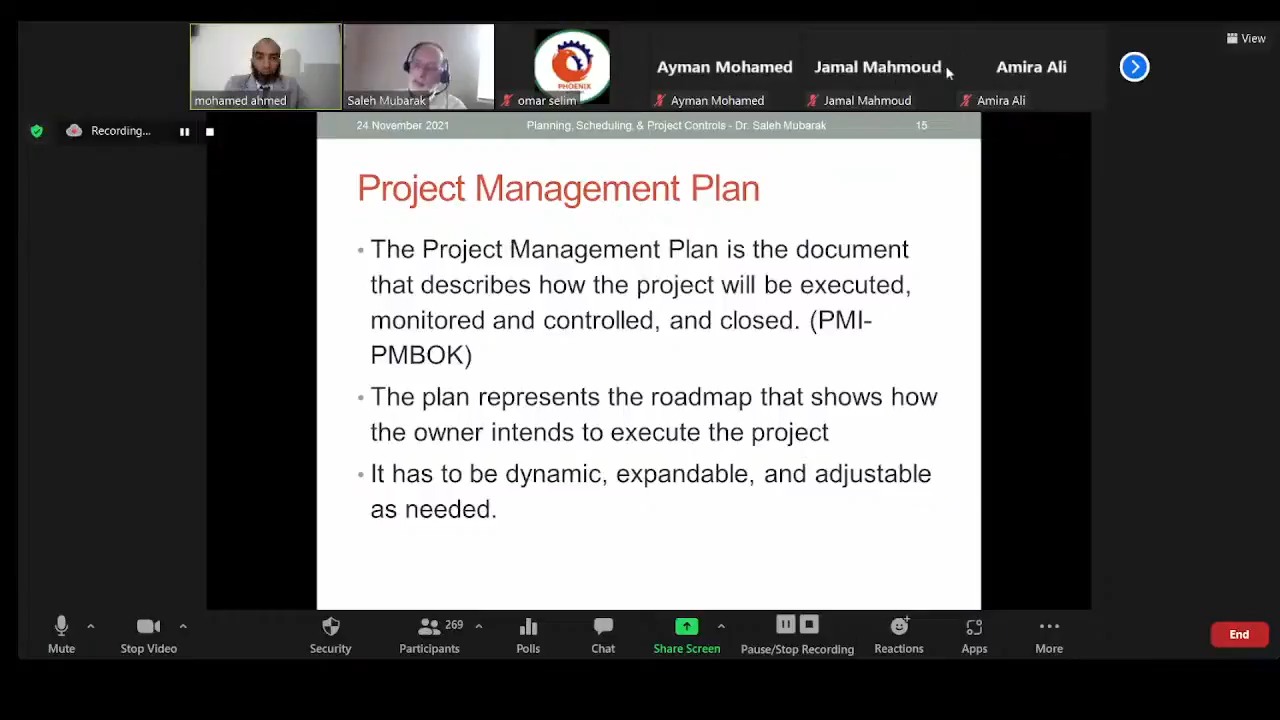 View
Ayman Mohamed
Jamal Mahmoud
Amira Ali
PHOENIX
mohamed ahmed
Saleh Mubarak
omar selim
Ayman Mohamed
Jamal Mahmoud
Amira Ali
Recording...
24 November 2021
Planning, Scheduling, & Project Controls - Dr. Saleh Mubarak
15
Project Management Plan
• The Project Management Plan is the document
that describes how the project will be executed,
monitored and controlled, and closed. (PMI-
PMBOK)
• The plan represents the roadmap that shows how
the owner intends to execute the project
• It has to be dynamic, expandable, and adjustable
as needed.
269
Mute
Stop Video
Security
Participants
Polls
Chat
Share Screen
Pause/Stop Recording
Reactions
Apps
More
End